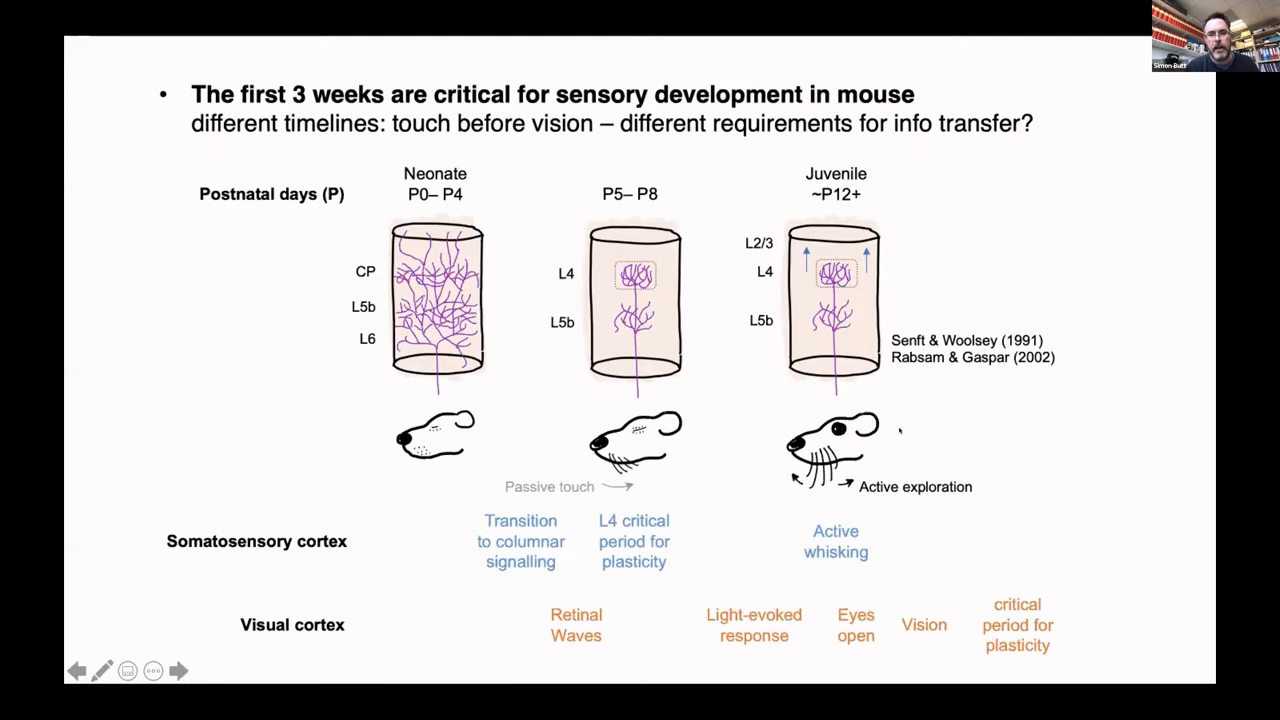 Simon Butt
• The first 3 weeks are critical for sensory development in mouse
different timelines: touch before vision – different requirements for info transfer?
Postnatal days (P)
Neonate
P0– P4
P5– P8
Juvenile
~P12+
CP
L5b
L6
L4
L5b
L2/3
L4
L5b
Senft & Woolsey (1991)
Rabsam & Gaspar (2002)
Passive touch
Active exploration
Somatosensory cortex
Transition
to columnar
signalling
L4 critical
period for
plasticity
Active
whisking
Visual cortex
Retinal
Waves
Light-evoked
response
Eyes
open
Vision
critical
period for
plasticity